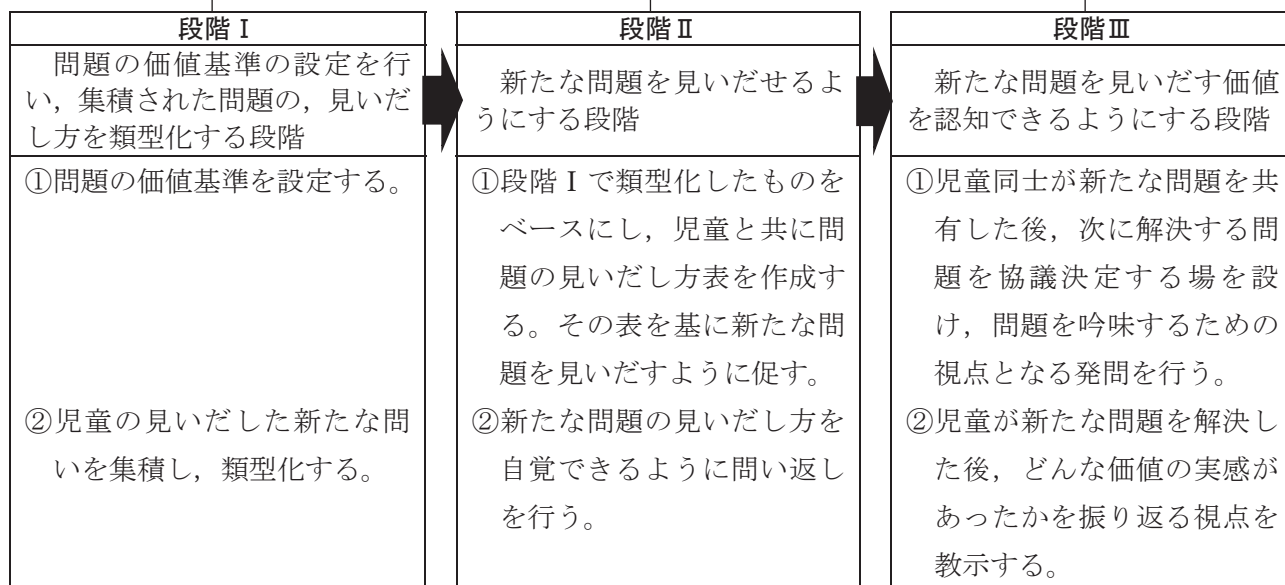 段階Ⅰ
問題の価値基準の設定を行
い，集積された問題の，見いだ
し方を類型化する段階
①問題の価値基準を設定する。
②児童の見いだした新たな問
いを集積し，類型化する。
段階Ⅱ
新たな問題を見いだせるよ
うにする段階
①段階Ⅰで類型化したものを
ベースにし，児童と共に問
題の見いだし方表を作成す
る。その表を基に新たな問
題を見いだすように促す。
②新たな問題の見いだし方を
自覚できるように問い返し
を行う。
段階Ⅲ
新たな問題を見いだす価値
を認知できるようにする段階
①児童同士が新たな問題を共
有した後，次に解決する問
題を協議決定する場を設
け，問題を吟味するための
視点となる発問を行う。
②児童が新たな問題を解決し
た後，どんな価値の実感が
あったかを振り返る視点を
教示する。